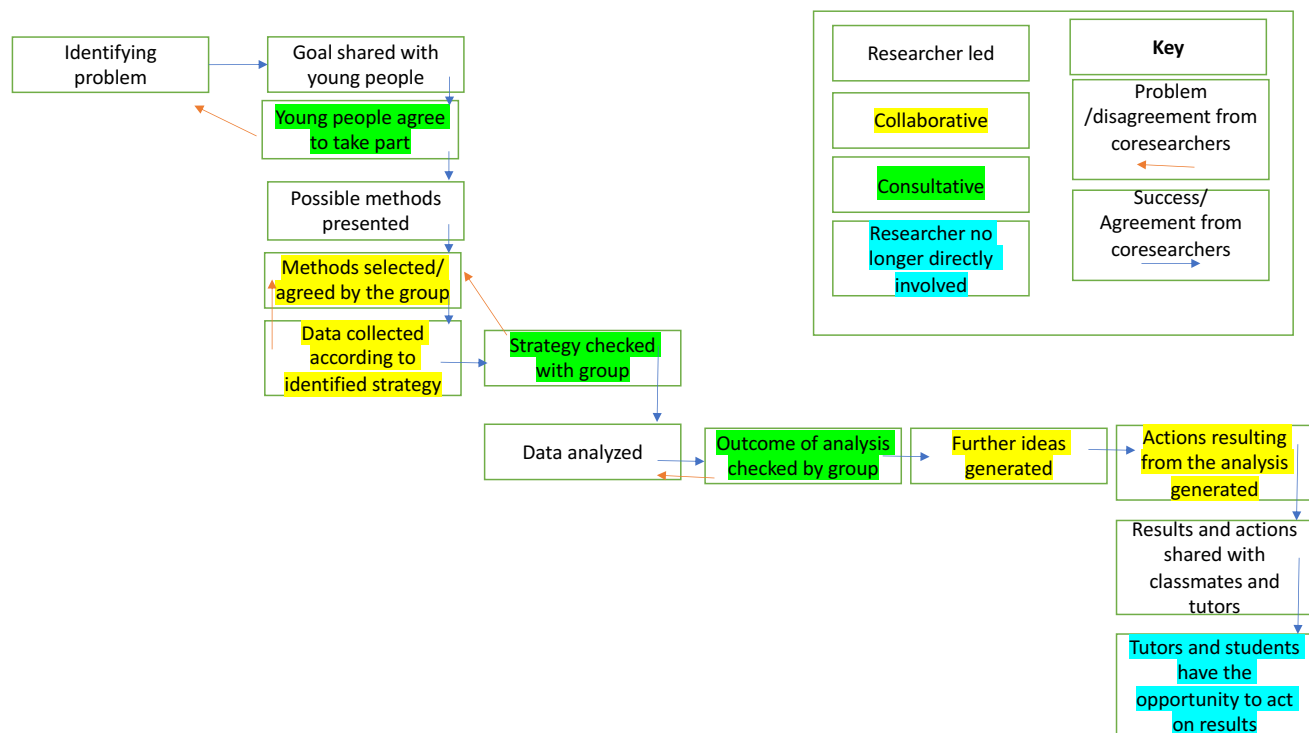 Identifying
problem
Goal shared with
young people
Young people agree
to take part
Possible methods
presented
Methods selected/
agreed by the group
Data collected
according to
identified strategy
Strategy checked
with group
Data analyzed
Outcome of analysis
checked by group
Further ideas
generated
Actions resulting
from the analysis
generated
Results and actions
shared with
classmates and
tutors
Tutors and students
have the
opportunity to act
on results
Researcher led
Collaborative
Consultative
Researcher no
longer directly
involved
Key
Problem
/disagreement from
coresearchers
Success/
Agreement from
coresearchers